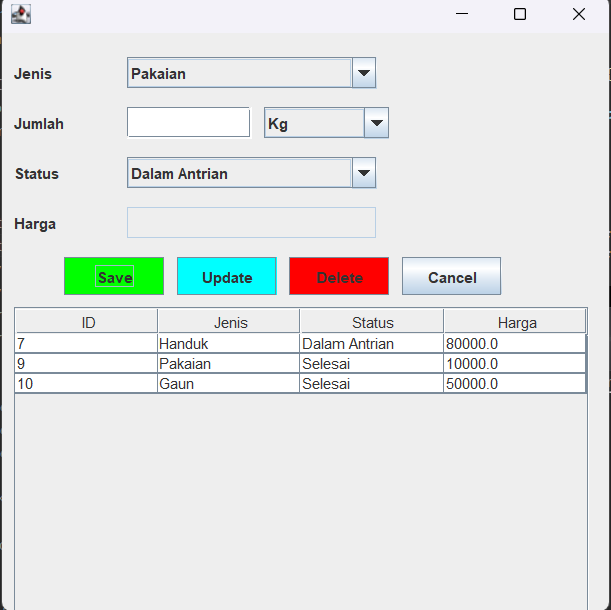 Jenis Pakaian
Jumlah Kg
Status Dalam Antrian
Harga
Save Update Delete Cancel
ID Jenis Status Harga
7 Handuk Dalam Antrian 80000.0
9 Pakaian Selesai 10000.0
10 Gaun Selesai 50000.0